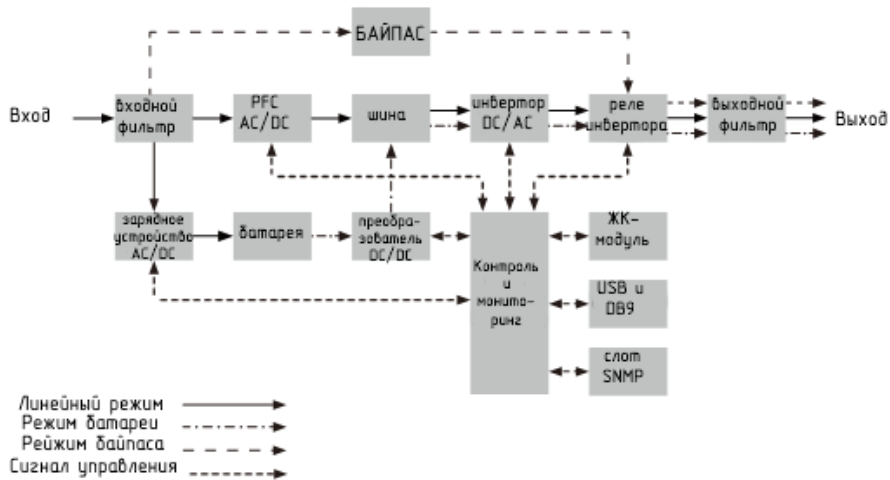 БАЙПАС
Вход
входной
фильтр
PFC
AC/DC
шина
инвертор
DC/AC
реле
инвертора
выходной
фильтр
Выход
зарядное
устройство
AC/DC
батарея
преобра-
зователь
DC/DC
Контроль
и
монито-
ринг
ЖК-
модуль
USB и
DB9
слот
SNMP
Линейный режим
Режим батареи
Рейжим байпаса
Сигнал управления